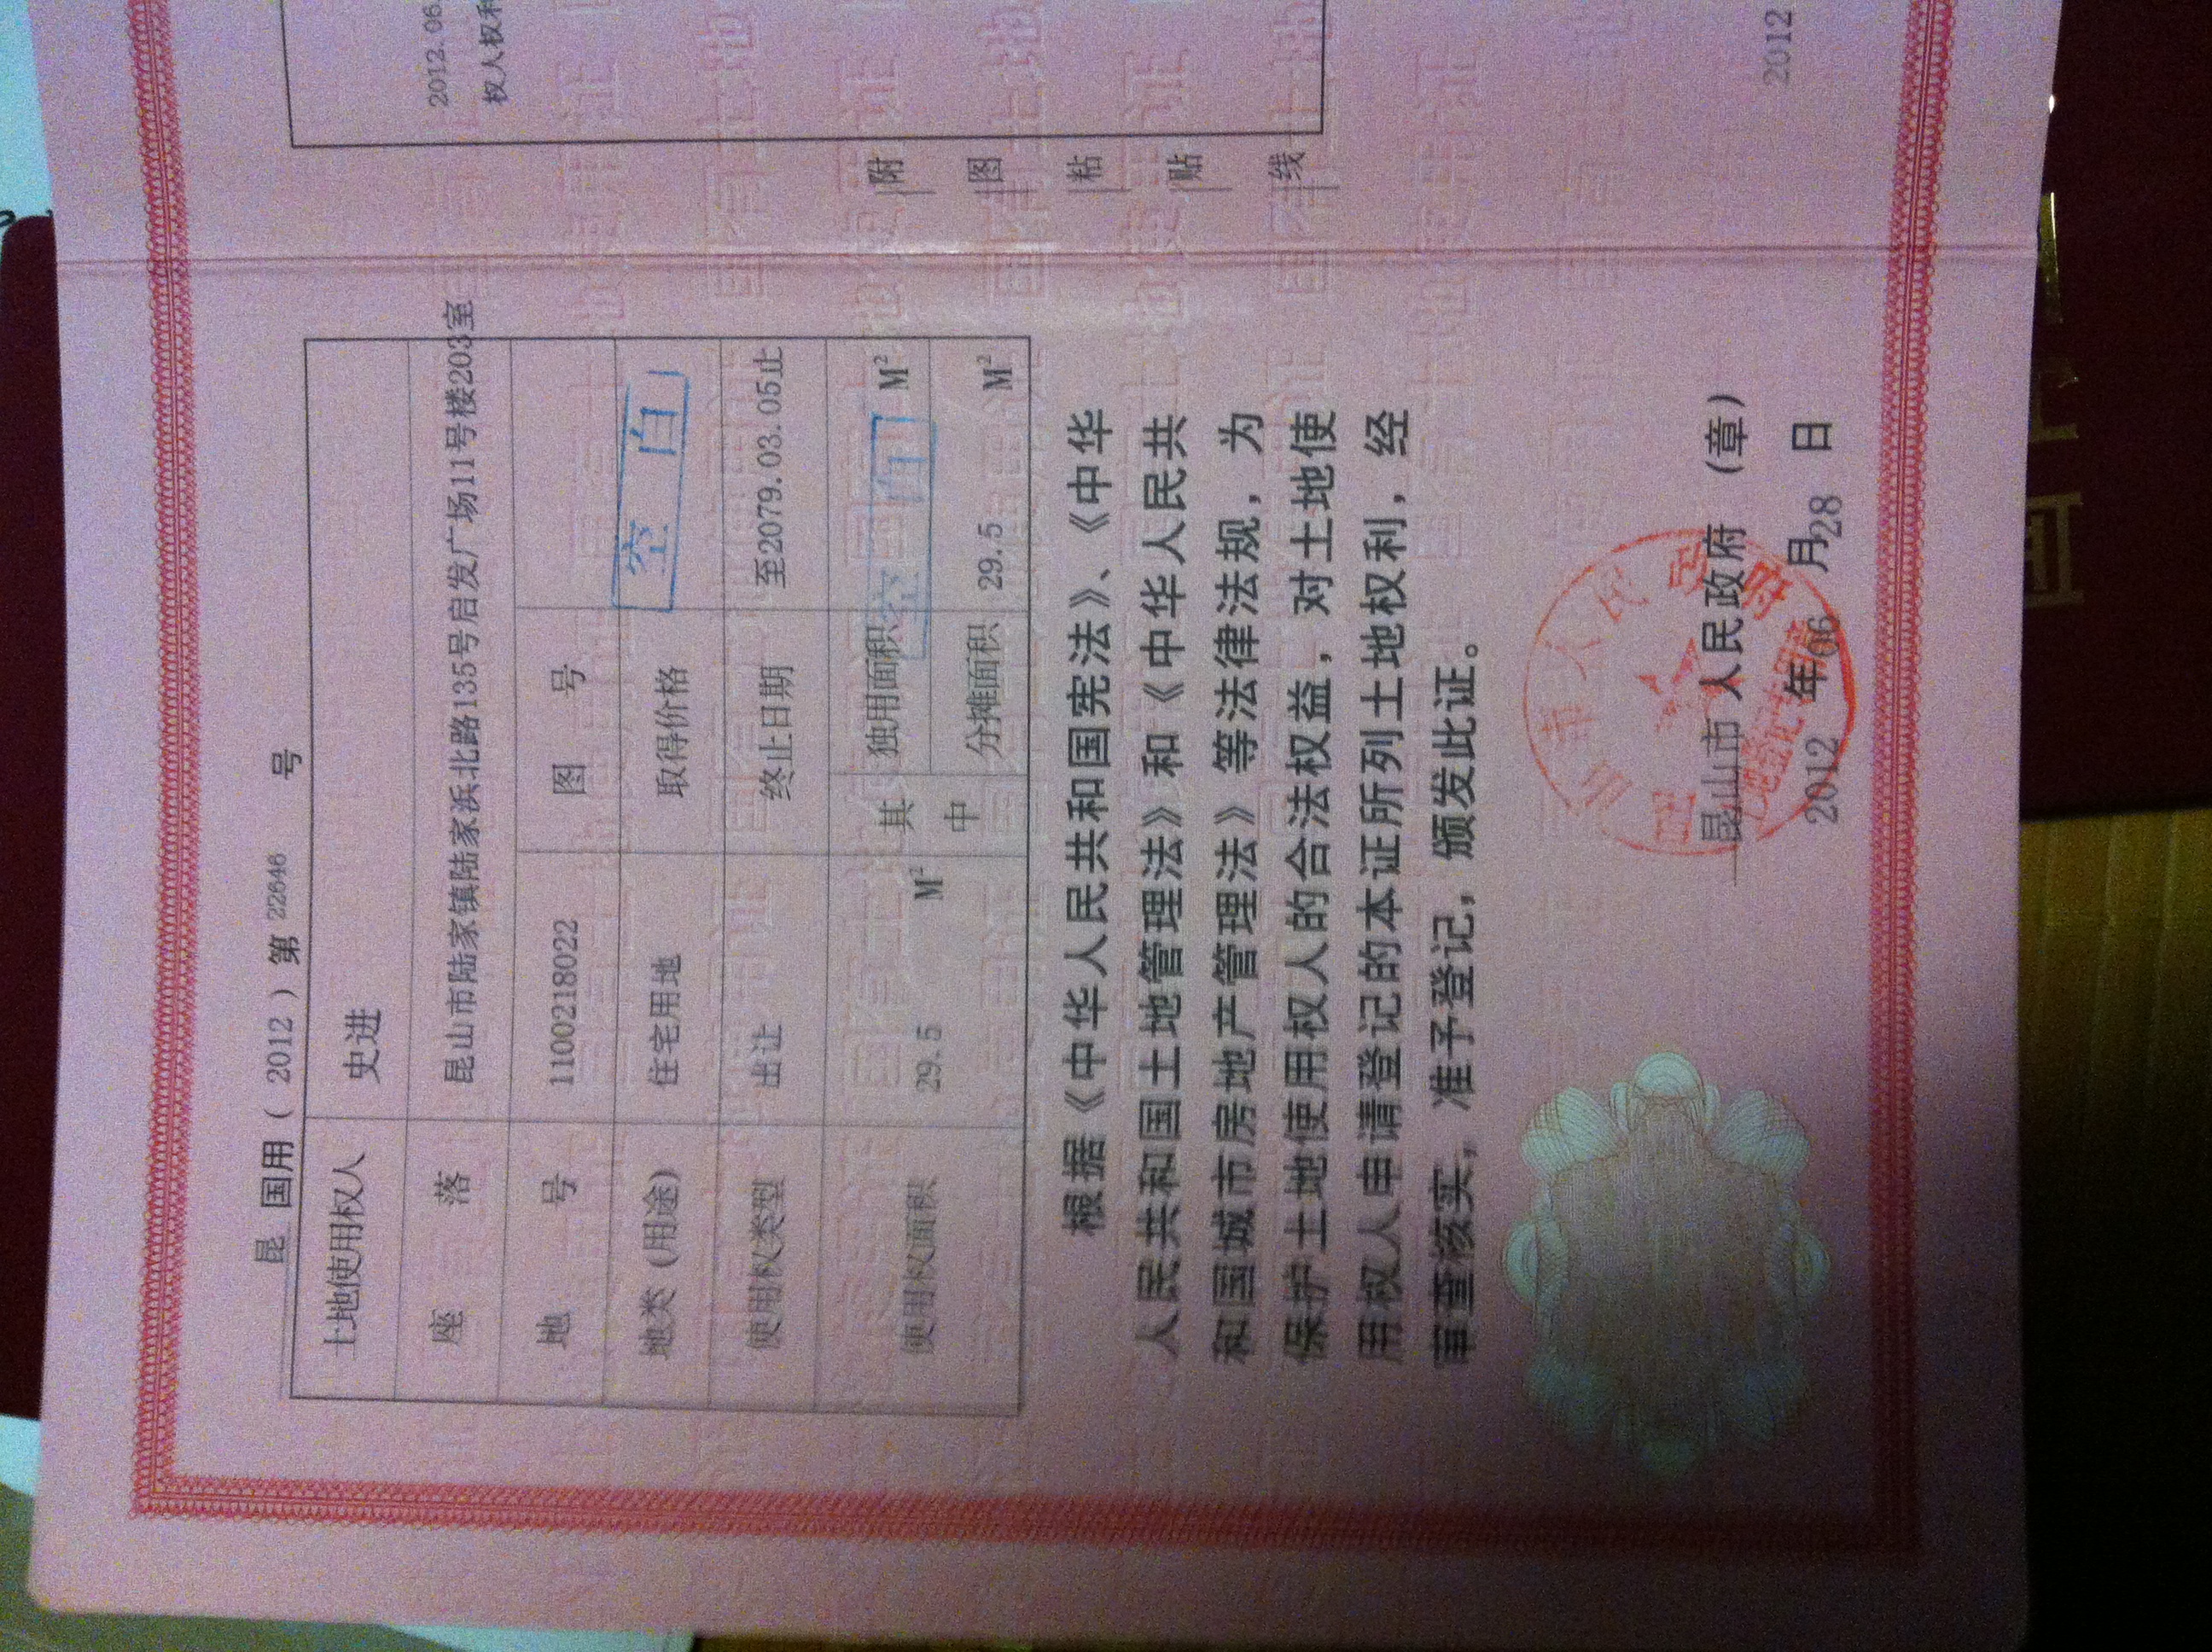 昆 国用( 2012 )第 22646 号
土地使用权人 史进
座 落 昆山市陆家镇陆家浜北路135号启发广场11号楼203室
地 号 11002180​22 图 号
地类(用途) 住宅用地 取得价格 空 白
使用权类型 出让 终止日期 至2079.03.05止
使用权面积 29.5 M² 其中 独用面积 空 白 M²
分摊面积 29.5 M²
根据《中华人民共和国宪法》、《中华
人民共和国土地管理法》和《中华人民共
和国城市房地产管理法》等法律法规,为
保护土地使用权人的合法权益,对土地使
用权人申请登记的本证所列土地权利,经
审查核实,准予登记,颁发此证。
昆山市 人民政府 (章)
2012 年 06 月 28 日
附图粘贴线
2012.06.
权人权利
2012